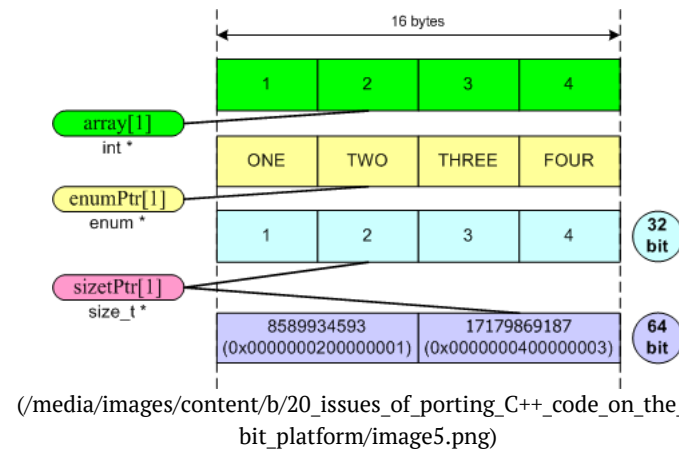 16 bytes
1 2 3 4
array[1]
int *
ONE TWO THREE FOUR
enumPtr[1]
enum *
1 2 3 4
32
bit
sizetPtr[1]
size_t *
8589934593 17179869187
(0x0000000200000001) (0x0000000400000003)
64
bit
(/media/images/content/b/20_issues_of_porting_C++_code_on_the_
bit_platform/image5.png)